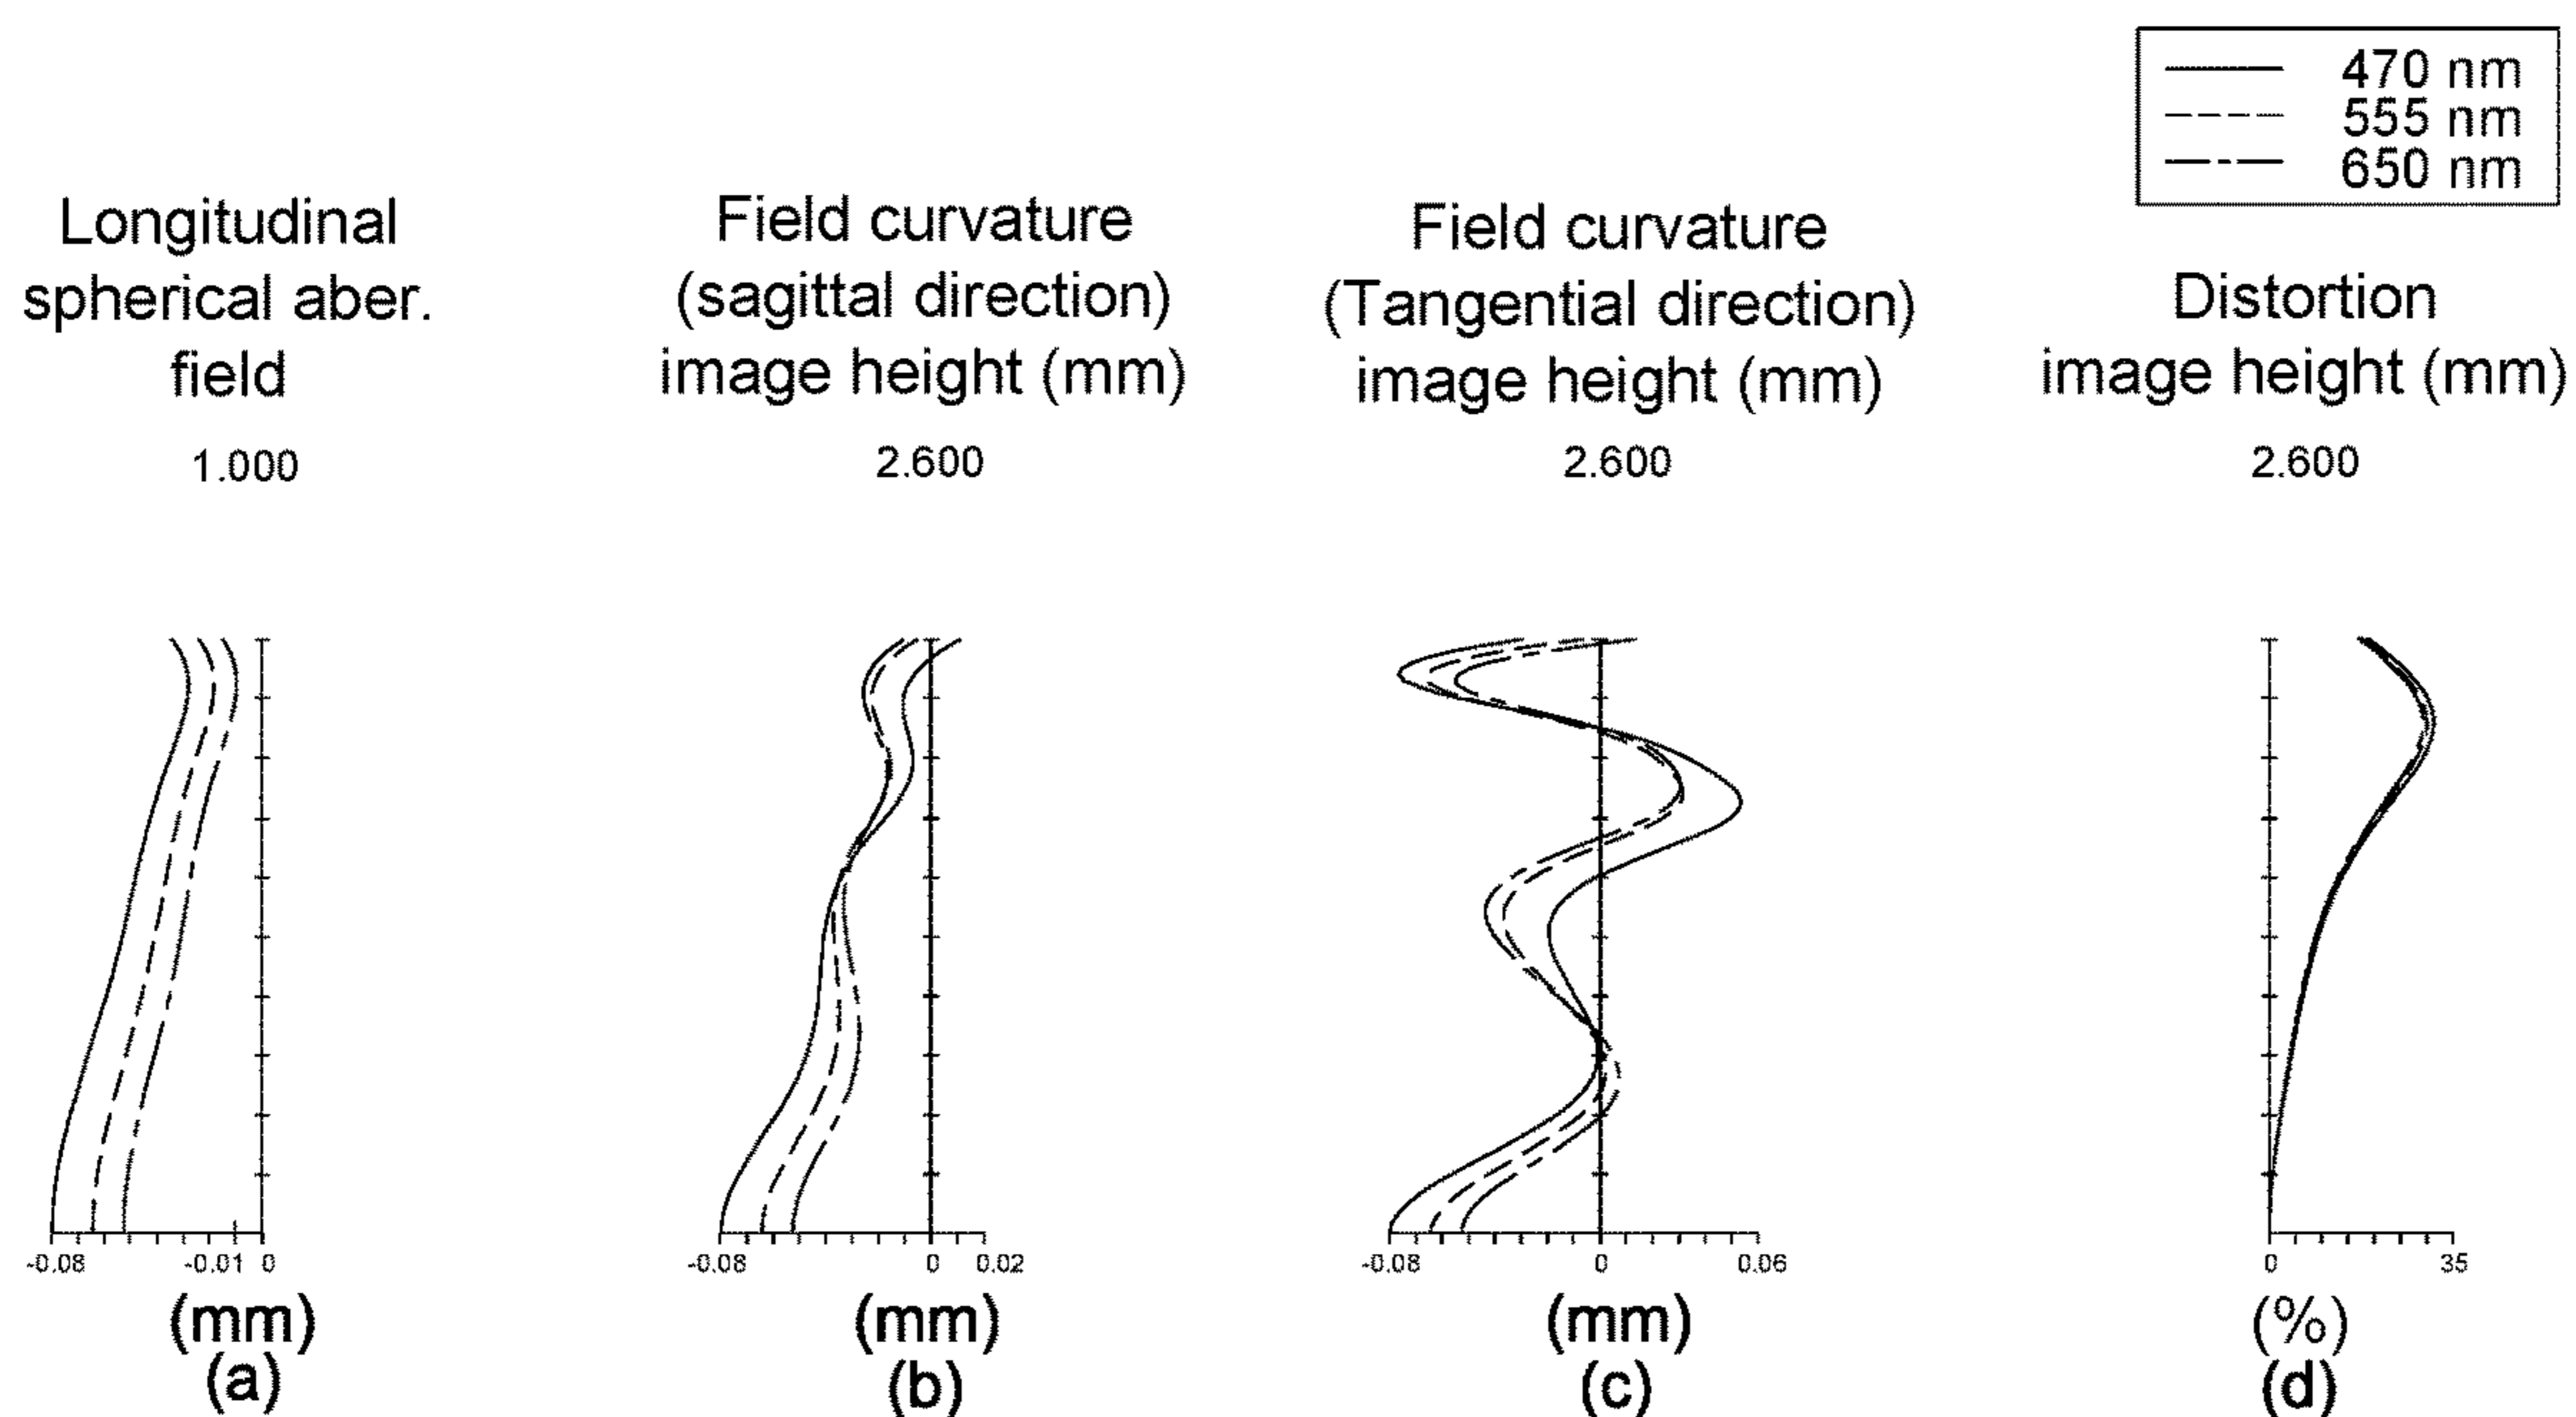 470 nm
555 nm
650 nm
Longitudinal
spherical aber.
field
1.000
Field curvature
(sagittal direction)
image height (mm)
2.600
Field curvature
(Tangential direction)
image height (mm)
2.600
Distortion
image height (mm)
2.600
-0.08 -0.01 0
(mm)
(a)
-0.08 0 0.02
(mm)
(b)
-0.08 0 0.06
(mm)
(c)
0 35
(%)
(d)